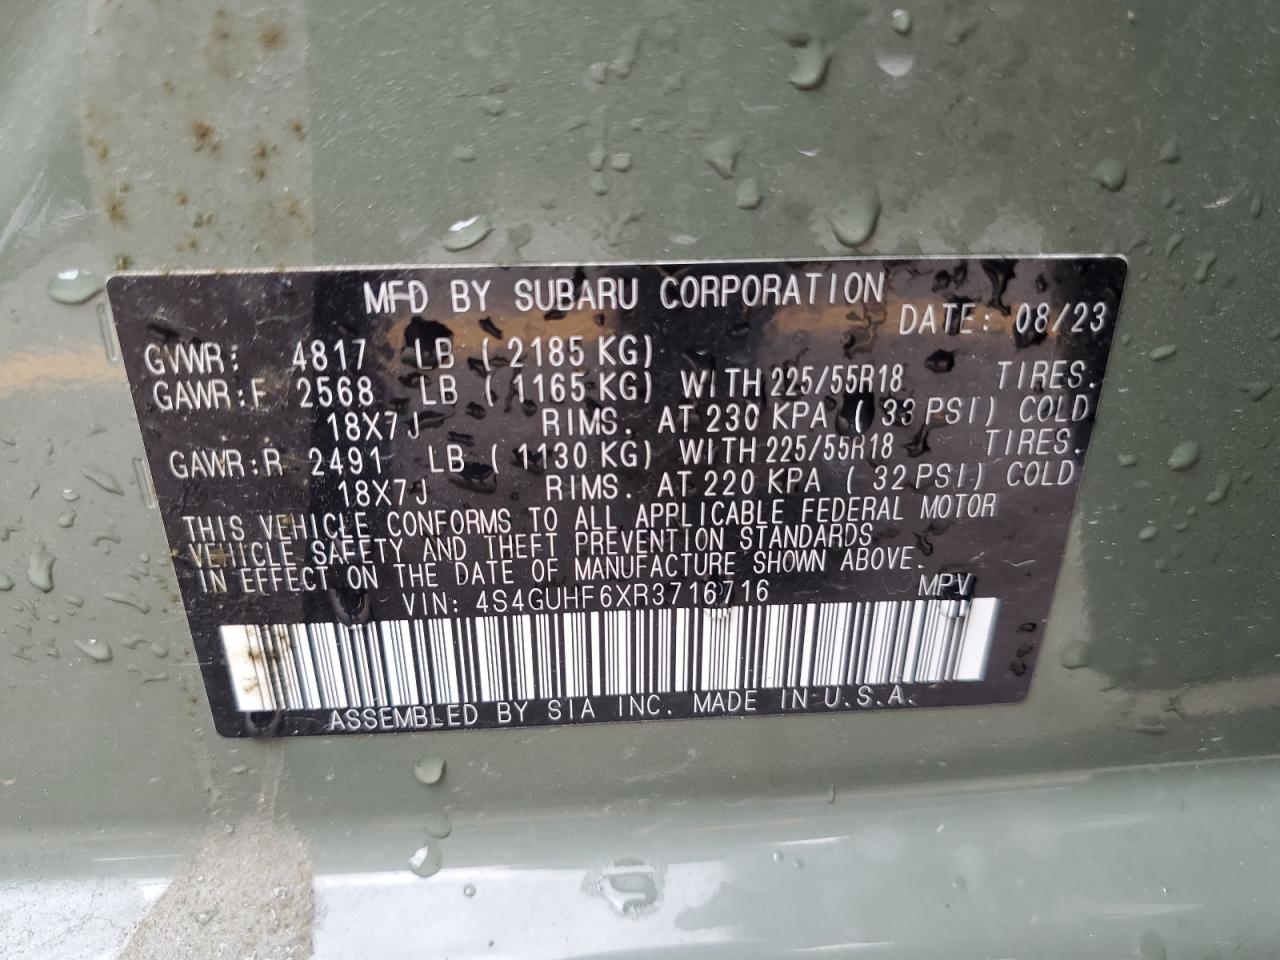 MFD BY SUBARU CORPORATION DATE: 08/23
GVWR: 4817 LB (2185 KG)
GAWR:F 2568 LB (1165 KG) WITH 225/55R18 TIRES.
18X7J RIMS. AT 230 KPA (33 PSI) COLD
GAWR:R 2491 LB (1130 KG) WITH 225/55R18 TIRES.
18X7J RIMS. AT 220 KPA (32 PSI) COLD
THIS VEHICLE CONFORMS TO ALL APPLICABLE FEDERAL MOTOR
VEHICLE SAFETY AND THEFT PREVENTION STANDARDS
IN EFFECT ON THE DATE OF MANUFACTURE SHOWN ABOVE.
VIN: 4S4GUHF6XR3716716 MPV
ASSEMBLED BY SIA INC. MADE IN U.S.A.